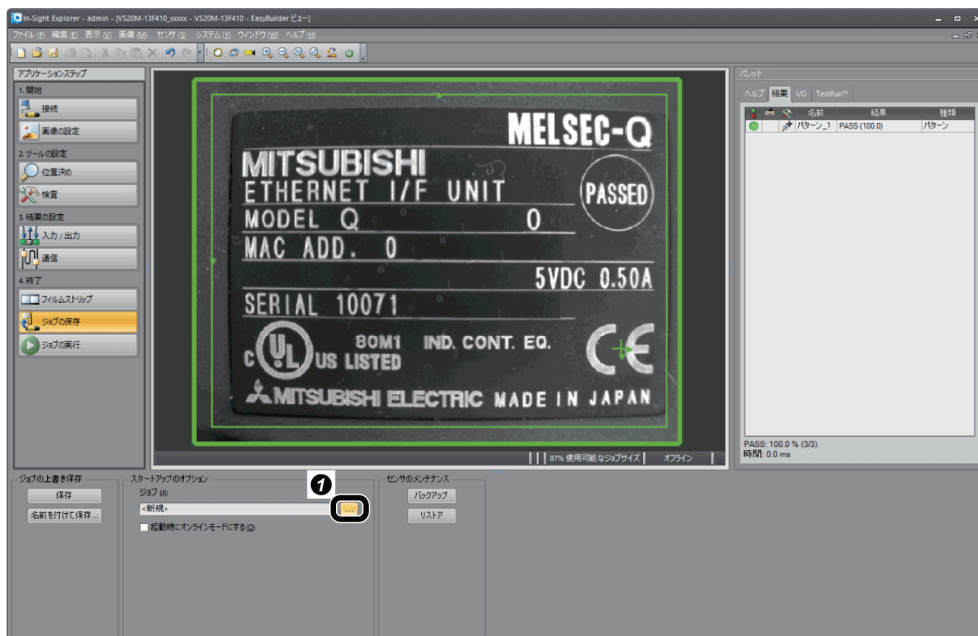 In-Sight Explorer - admin - [VS20M-13F410_xxxxx - VS20M-13F410 - EasyBuilder ビュー]
ファイル(F) 編集(E) 表示(V) 画像(M) センサ(S) システム(Y) ウィンドウ(W) ヘルプ(H)
アプリケーションステップ
1. 開始
接続
画像の設定
2. ツールの設定
位置決め
検査
3. 結果の設定
入力 / 出力
通信
4. 終了
フィルムストリップ
ジョブの保存
ジョブの実行
MELSEC-Q
MITSUBISHI
ETHERNET I/F UNIT
PASSED
MODEL Q 0
MAC ADD. 0
5VDC 0.50A
SERIAL 10071
C UL US LISTED
80M1 IND. CONT. EQ.
CE
MITSUBISHI ELECTRIC MADE IN JAPAN
87% 使用可能なジョブサイズ オフライン
パレット
ヘルプ 結果 I/O TestRun™
名前 結果 種類
パターン_1 PASS (100.0) パターン
PASS: 100.0 % (3/3)
時間: 0.0 ms
ジョブの上書き保存
保存
名前を付けて保存...
スタートアップのオプション
ジョブ(J):
<新規>
...
1
起動時にオンラインモードにする(O)
センサのメンテナンス
バックアップ
リストア